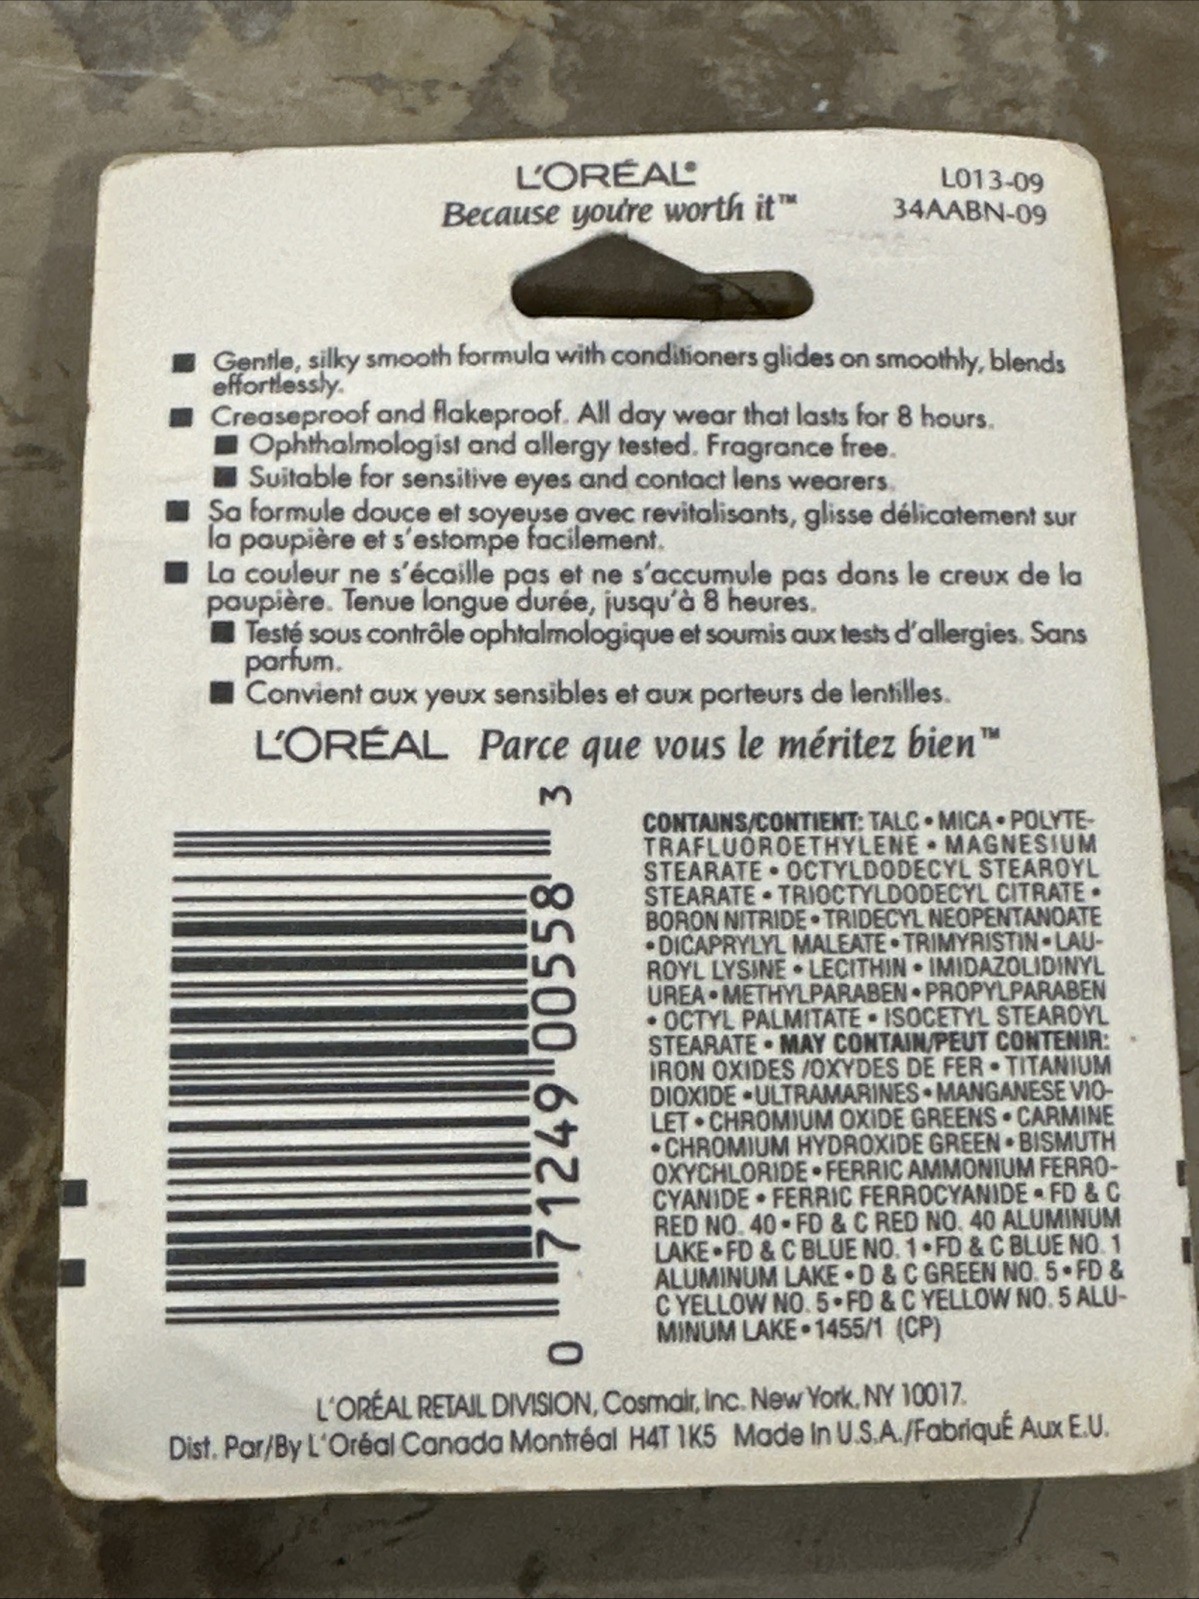 L'ORÉAL®
Because you're worth it™
L013-09
34AABN-09
■ Gentle, silky smooth formula with conditioners glides on smoothly, blends
effortlessly.
■ Creaseproof and flakeproof. All day wear that lasts for 8 hours.
■ Ophthalmologist and allergy tested. Fragrance free.
■ Suitable for sensitive eyes and contact lens wearers.
■ Sa formule douce et soyeuse avec revitalisants, glisse délicatement sur
la paupière et s'estompe facilement.
■ La couleur ne s'écaille pas et ne s'accumule pas dans le creux de la
paupière. Tenue longue durée, jusqu'à 8 heures.
■ Testé sous contrôle ophtalmologique et soumis aux tests d'allergies. Sans
parfum.
■ Convient aux yeux sensibles et aux porteurs de lentilles.
L'ORÉAL Parce que vous le méritez bien™
0 71249 00558 3
CONTAINS/CONTIENT: TALC • MICA • POLYTE-
TRAFLUOROETHYLENE • MAGNESIUM
STEARATE • OCTYLDODECYL STEAROYL
STEARATE • TRIOCTYLDODECYL CITRATE •
BORON NITRIDE • TRIDECYL NEOPENTANOATE
• DICAPRYLYL MALEATE • TRIMYRISTIN • LAU-
ROYL LYSINE • LECITHIN • IMIDAZOLIDINYL
UREA • METHYLPARABEN • PROPYLPARABEN
• OCTYL PALMITATE • ISOCETYL STEAROYL
STEARATE • MAY CONTAIN/PEUT CONTENIR:
IRON OXIDES /OXYDES DE FER • TITANIUM
DIOXIDE • ULTRAMARINES • MANGANESE VIO-
LET • CHROMIUM OXIDE GREENS • CARMINE
• CHROMIUM HYDROXIDE GREEN • BISMUTH
OXYCHLORIDE • FERRIC AMMONIUM FERRO-
CYANIDE • FERRIC FERROCYANIDE • FD & C
RED NO. 40 • FD & C RED NO. 40 ALUMINUM
LAKE • FD & C BLUE NO. 1 • FD & C BLUE NO. 1
ALUMINUM LAKE • D & C GREEN NO. 5 • FD &
C YELLOW NO. 5 • FD & C YELLOW NO. 5 ALU-
MINUM LAKE • 1455/1 (CP)
L'ORÉAL RETAIL DIVISION, Cosmair, Inc. New York, NY 10017.
Dist. Par/By L'Oréal Canada Montréal H4T 1K5 Made In U.S.A./FabriquÉ Aux E.U.